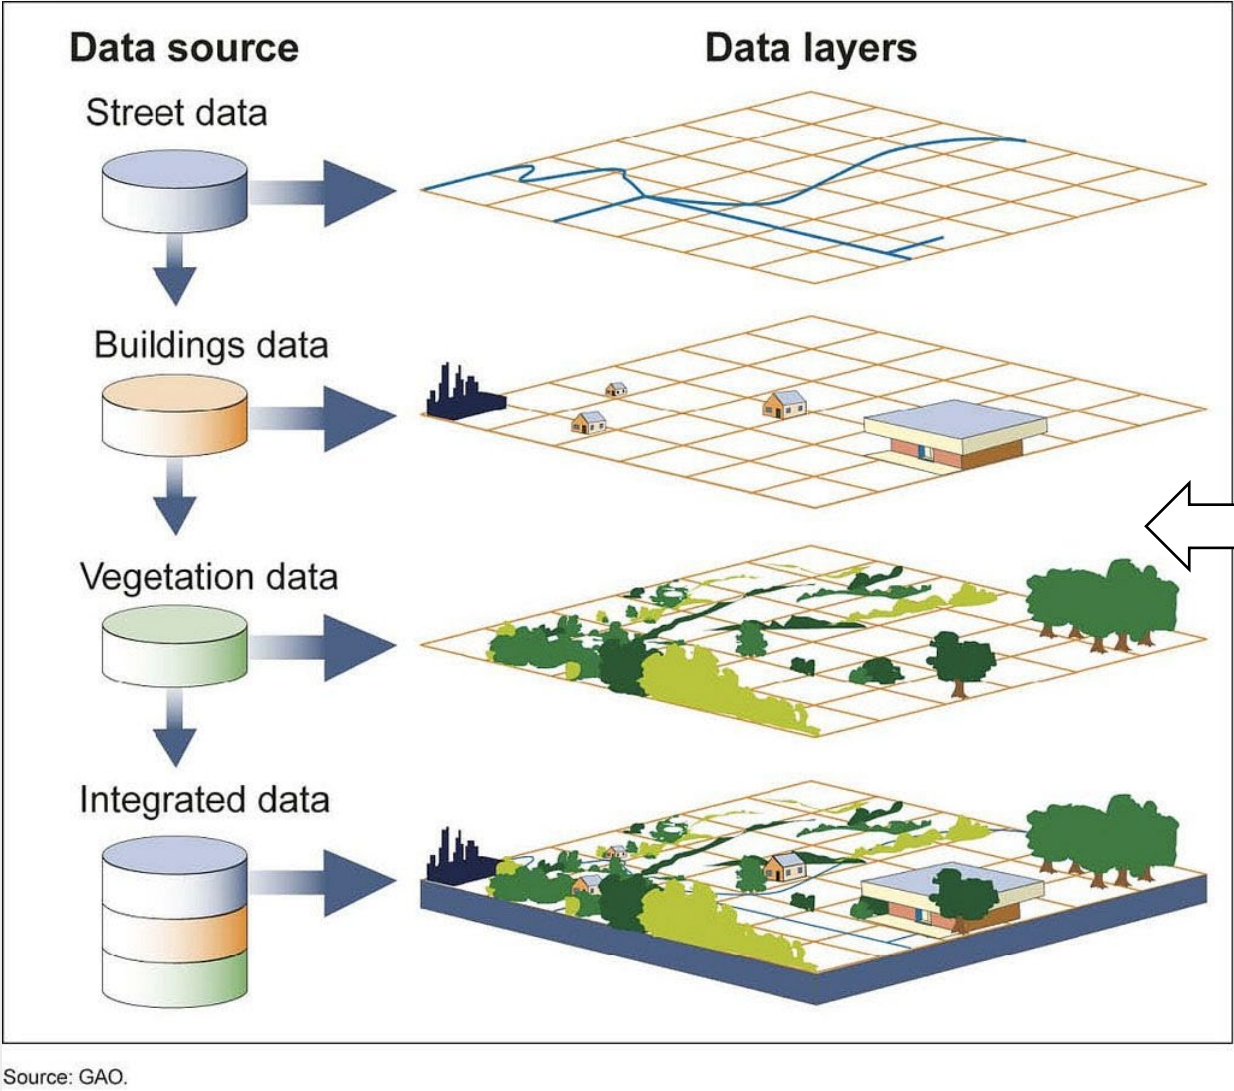 Data source
Data layers
Street data
Buildings data
Vegetation data
Integrated data
Source: GAO.